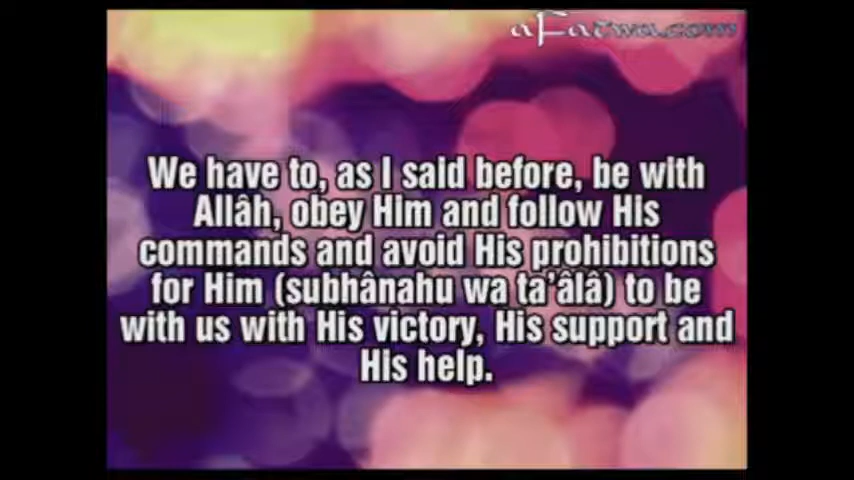 aFatwa.com
We have to, as I said before, be with
Allâh, obey Him and follow His
commands and avoid His prohibitions
for Him (subhânahu wa ta'âlâ) to be
with us with His victory, His support and
His help.